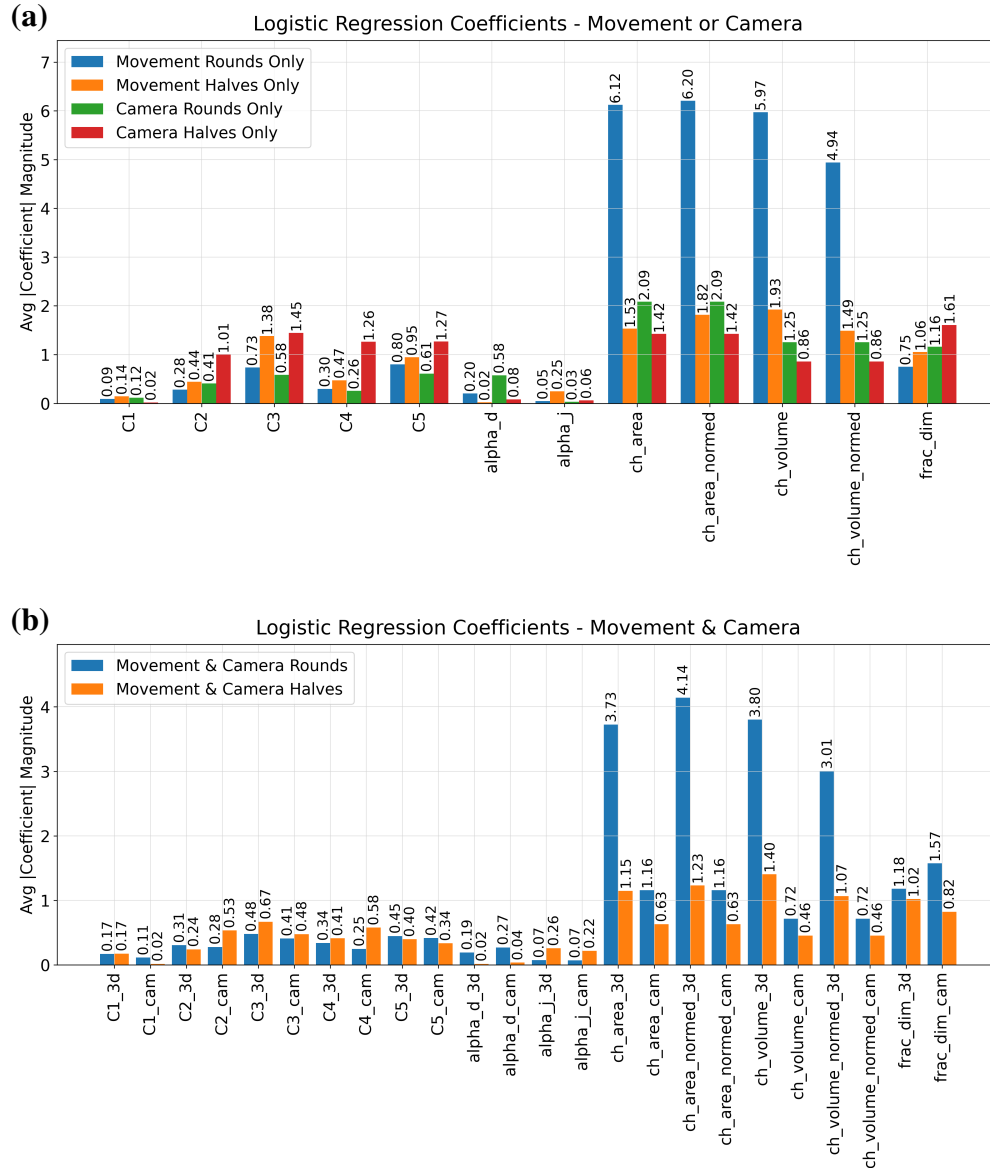 (a)
Logistic Regression Coefficients - Movement or Camera
Avg |Coefficient| Magnitude
7
6
5
4
3
2
1
0
Movement Rounds Only
Movement Halves Only
Camera Rounds Only
Camera Halves Only
0.09 0.14 0.12 0.02
0.28 0.44 0.41 1.01
0.73 1.38 0.58 1.45
0.30 0.47 0.26 1.26
0.80 0.95 0.61 1.27
0.20 0.02 0.58 0.08
0.05 0.25 0.03 0.06
6.12 1.53 2.09 1.42
6.20 1.82 2.09 1.42
5.97 1.93 1.25 0.86
4.94 1.49 1.25 0.86
0.75 1.06 1.16 1.61
C1
C2
C3
C4
C5
alpha_d
alpha_j
ch_area
ch_area_normed
ch_volume
ch_volume_normed
frac_dim
(b)
Logistic Regression Coefficients - Movement & Camera
Avg |Coefficient| Magnitude
4
3
2
1
0
Movement & Camera Rounds
Movement & Camera Halves
0.17 0.17
0.11 0.02
0.31 0.24
0.28 0.53
0.48 0.67
0.41 0.48
0.34 0.41
0.25 0.58
0.45 0.40
0.42 0.34
0.19 0.02
0.27 0.04
0.07 0.26
0.07 0.22
3.73 1.15
1.16 0.63
4.14 1.23
1.16 0.63
3.80 1.40
0.72 0.46
3.01 1.07
0.72 0.46
1.18 1.02
1.57 0.82
C1_3d
C1_cam
C2_3d
C2_cam
C3_3d
C3_cam
C4_3d
C4_cam
C5_3d
C5_cam
alpha_d_3d
alpha_d_cam
alpha_j_3d
alpha_j_cam
ch_area_3d
ch_area_cam
ch_area_normed_3d
ch_area_normed_cam
ch_volume_3d
ch_volume_cam
ch_volume_normed_3d
ch_volume_normed_cam
frac_dim_3d
frac_dim_cam